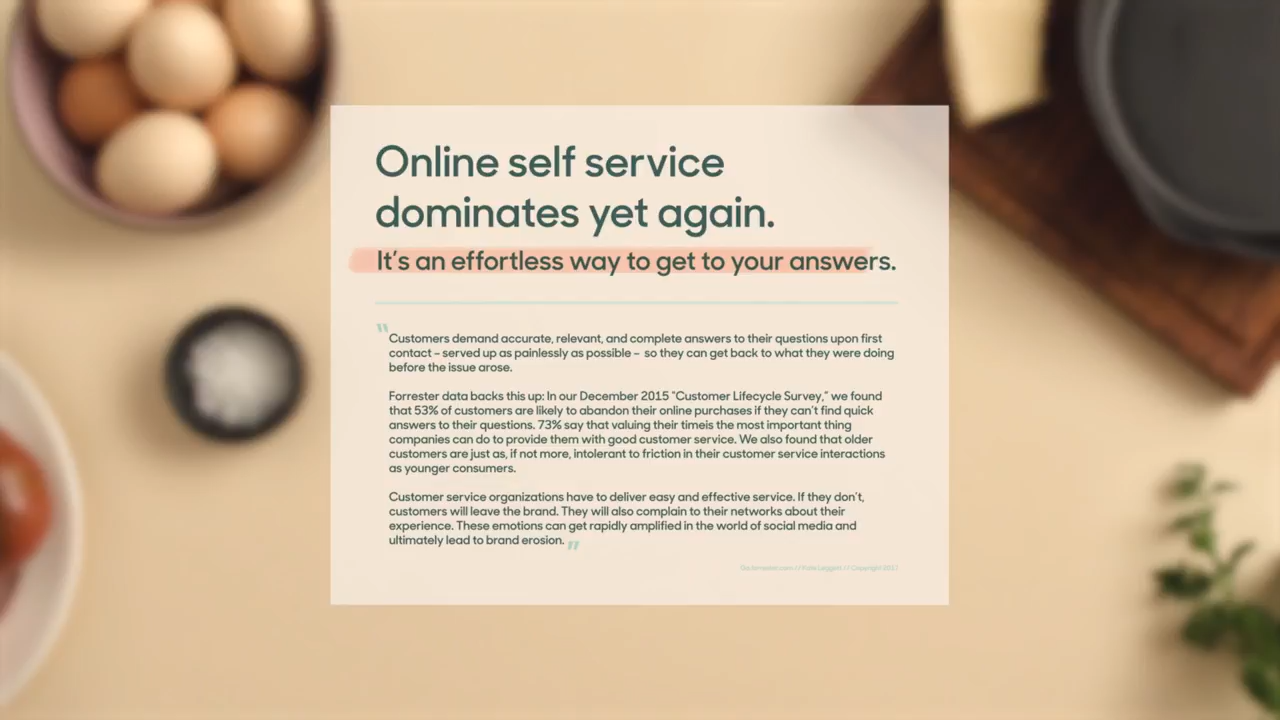 Online self service
dominates yet again.
It's an effortless way to get to your answers.
"
Customers demand accurate, relevant, and complete answers to their questions upon first
contact – served up as painlessly as possible – so they can get back to what they were doing
before the issue arose.
Forrester data backs this up: In our December 2015 "Customer Lifecycle Survey," we found
that 53% of customers are likely to abandon their online purchases if they can't find quick
answers to their questions. 73% say that valuing their timeis the most important thing
companies can do to provide them with good customer service. We also found that older
customers are just as, if not more, intolerant to friction in their customer service interactions
as younger consumers.
Customer service organizations have to deliver easy and effective service. If they don't,
customers will leave the brand. They will also complain to their networks about their
experience. These emotions can get rapidly amplified in the world of social media and
ultimately lead to brand erosion. "
// Kate Leggett // Copyright